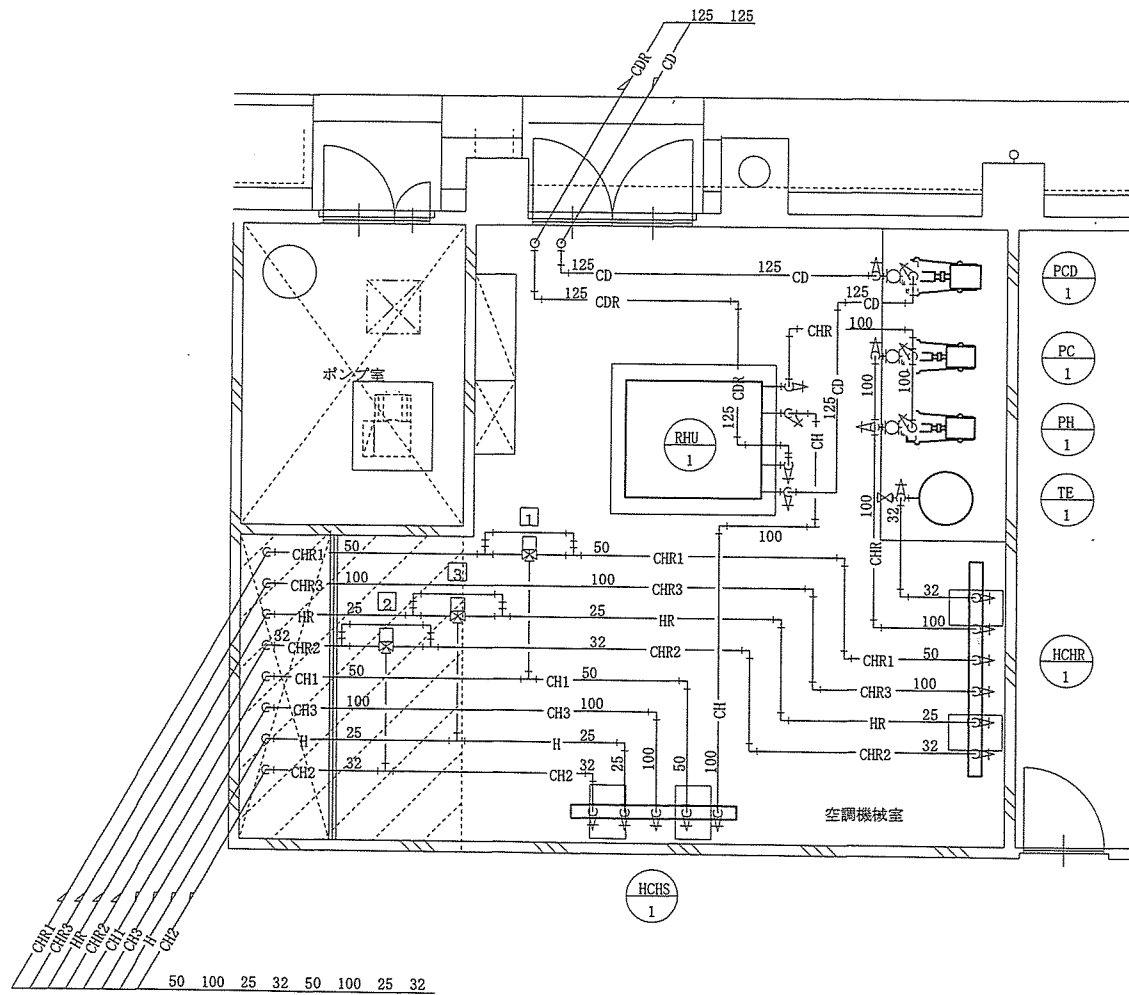 125 125
CDR
CD
125 CD 125 CD
125 CDR
125
CD
CHR 100
PCD
1
PC
1
PH
1
TE
1
ポンプ室
RHU
1
CDR
125
CH
CD
125
100
100
100
32
CHR
100
1
CHR1 50 50 CHR1
CHR3 100 100 CHR3
3
2
HR 25 25 HR
32
CHR2 32 CHR2
CH1 50 CH1 50
CH3 100 CH3 100
H 25 H 25
CH2 32 CH2 32
25
100
50
100
CH
32
100
CHR1 50
CHR3 100
HR 25
CHR2 32
HCHR
1
空調機械室
HCHS
1
CHR1
CHR3
HR
CHR2
CH1
CH3
H
CH2
50 100 25 32 50 100 25 32